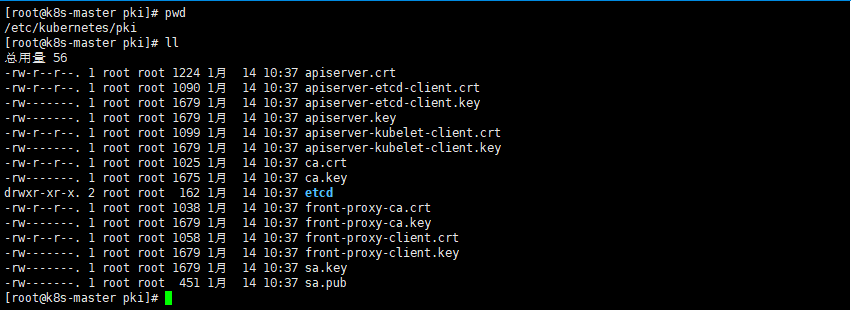 [root@k8s-master pki]# pwd
/etc/kubernetes/pki
[root@k8s-master pki]# ll
总用量 56
-rw-r--r--. 1 root root 1224 1月  14 10:37 apiserver.crt
-rw-r--r--. 1 root root 1090 1月  14 10:37 apiserver-etcd-client.crt
-rw-------. 1 root root 1679 1月  14 10:37 apiserver-etcd-client.key
-rw-------. 1 root root 1679 1月  14 10:37 apiserver.key
-rw-r--r--. 1 root root 1099 1月  14 10:37 apiserver-kubelet-client.crt
-rw-------. 1 root root 1679 1月  14 10:37 apiserver-kubelet-client.key
-rw-r--r--. 1 root root 1025 1月  14 10:37 ca.crt
-rw-------. 1 root root 1675 1月  14 10:37 ca.key
drwxr-xr-x. 2 root root  162 1月  14 10:37 etcd
-rw-r--r--. 1 root root 1038 1月  14 10:37 front-proxy-ca.crt
-rw-------. 1 root root 1679 1月  14 10:37 front-proxy-ca.key
-rw-r--r--. 1 root root 1058 1月  14 10:37 front-proxy-client.crt
-rw-------. 1 root root 1679 1月  14 10:37 front-proxy-client.key
-rw-------. 1 root root 1679 1月  14 10:37 sa.key
-rw-------. 1 root root  451 1月  14 10:37 sa.pub
[root@k8s-master pki]#